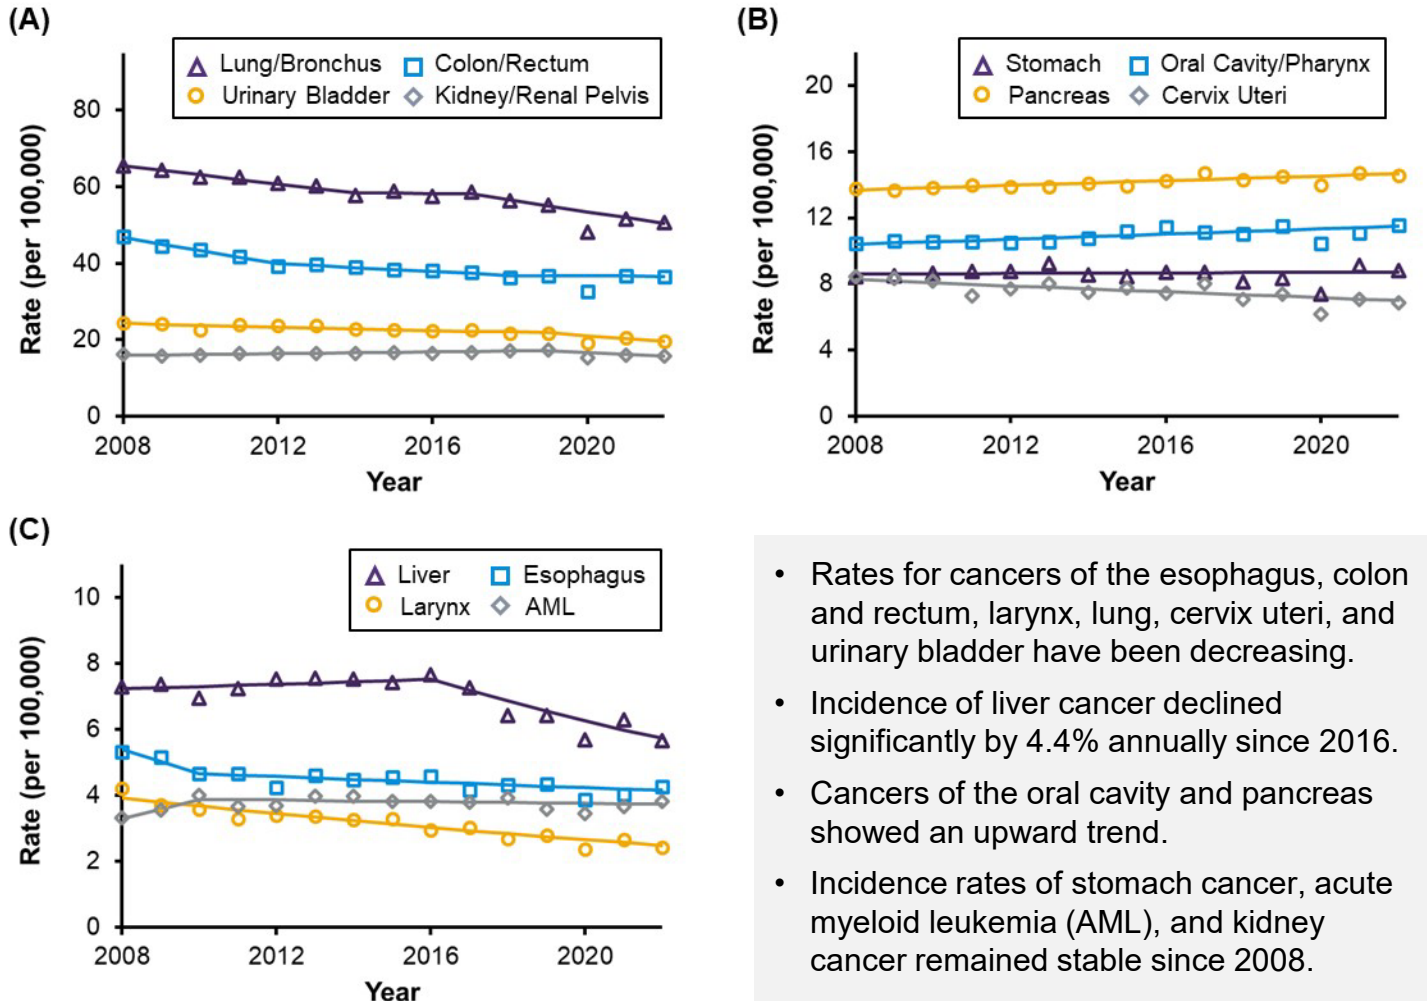 (A)
Lung/Bronchus Colon/Rectum
Urinary Bladder Kidney/Renal Pelvis
Rate (per 100,000)
80
60
40
20
0
2008 2012 2016 2020
Year
(B)
Stomach Oral Cavity/Pharynx
Pancreas Cervix Uteri
Rate (per 100,000)
20
16
12
8
4
0
2008 2012 2016 2020
Year
(C)
Liver Esophagus
Larynx AML
Rate (per 100,000)
10
8
6
4
2
0
2008 2012 2016 2020
Year
• Rates for cancers of the esophagus, colon
and rectum, larynx, lung, cervix uteri, and
urinary bladder have been decreasing.
• Incidence of liver cancer declined
significantly by 4.4% annually since 2016.
• Cancers of the oral cavity and pancreas
showed an upward trend.
• Incidence rates of stomach cancer, acute
myeloid leukemia (AML), and kidney
cancer remained stable since 2008.